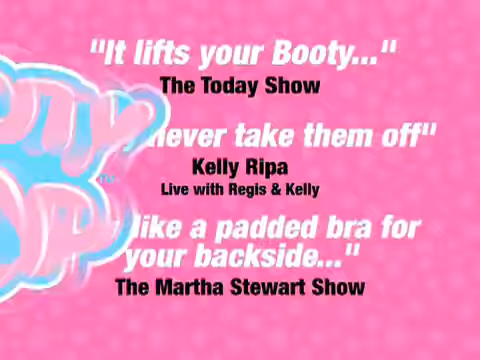 "It lifts your Booty..."
The Today Show
never take them off"
Kelly Ripa
Live with Regis & Kelly
like a padded bra for
your backside..."
The Martha Stewart Show
TM